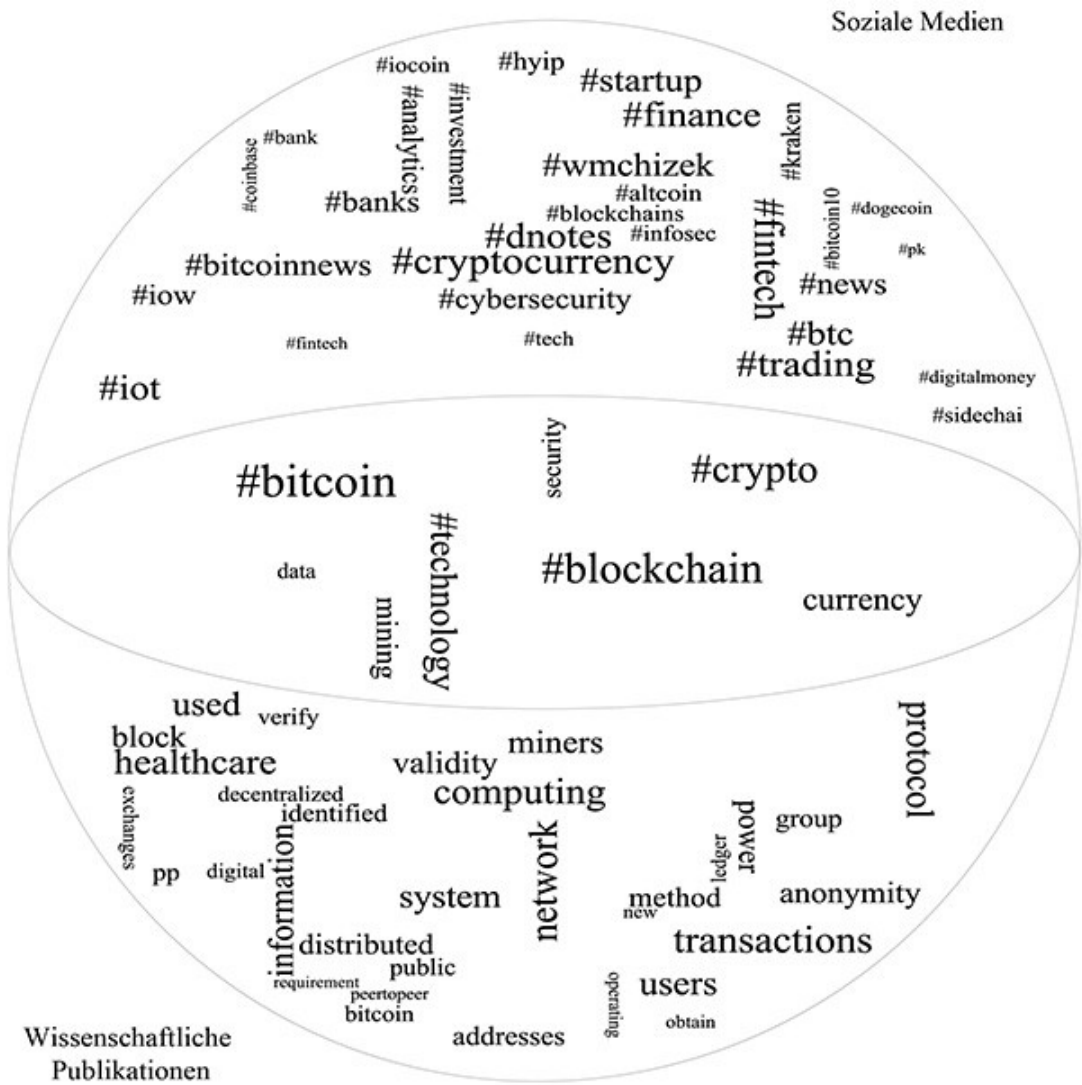 Soziale Medien
#iocoin
#hyip
#startup
#finance
#analytics
#investment
#kraken
#bank
#coinbase
#wmchizek
#banks
#altcoin
#blockchains
#fintech
#bitcoin10
#dogecoin
#dnotes
#infosec
#pk
#bitcoinnews
#cryptocurrency
#iow
#cybersecurity
#news
#fintech
#tech
#btc
#trading
#iot
#digitalmoney
#sidechai
security
#bitcoin
#crypto
#technology
data
#blockchain
mining
currency
used
verify
protocol
block
miners
healthcare
validity
decentralized
computing
exchanges
identified
power
group
information
network
ledger
pp
digital
system
method
anonymity
new
distributed
transactions
public
requirement
peertopeer
operating
users
bitcoin
obtain
addresses
Wissenschaftliche
Publikationen